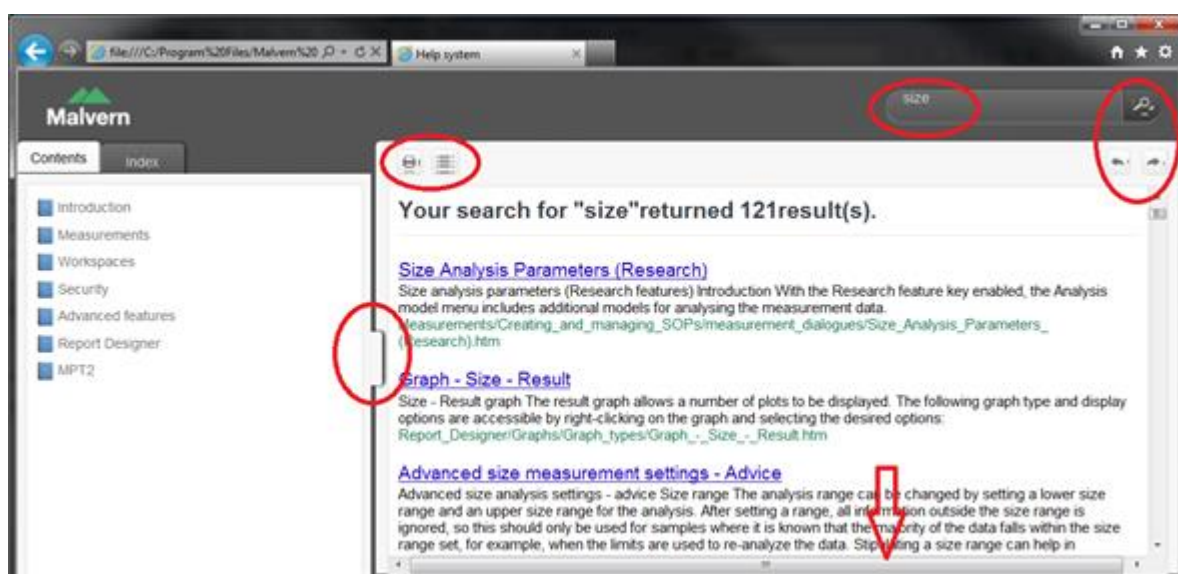 file:///C:/Program%20Files/Malvern%20
Help system
Malvern
size
Contents
Index
Introduction
Measurements
Workspaces
Security
Advanced features
Report Designer
MPT2
Your search for "size"returned 121result(s).
Size Analysis Parameters (Research)
Size analysis parameters (Research features) Introduction With the Research feature key enabled, the Analysis
model menu includes additional models for analysing the measurement data.
Measurements/Creating_and_managing_SOPs/measurement_dialogues/Size_Analysis_Parameters_
(Research).htm
Graph - Size - Result
Size - Result graph The result graph allows a number of plots to be displayed. The following graph type and display
options are accessible by right-clicking on the graph and selecting the desired options:
Report_Designer/Graphs/Graph_types/Graph_-_Size_-_Result.htm
Advanced size measurement settings - Advice
Advanced size analysis settings - advice Size range The analysis range can be changed by setting a lower size
range and an upper size range for the analysis. After setting a range, all information outside the size range is
ignored, so this should only be used for samples where it is known that the majority of the data falls within the size
range set, for example, when the limits are used to re-analyze the data. Stipulating a size range can help in